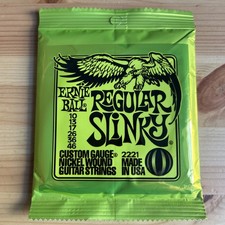 ERNIE BALL
REGULAR SLINKY
10
13
17
26
36
46
CUSTOM GAUGE®
NICKEL WOUND
GUITAR STRINGS
2221
MADE IN USA